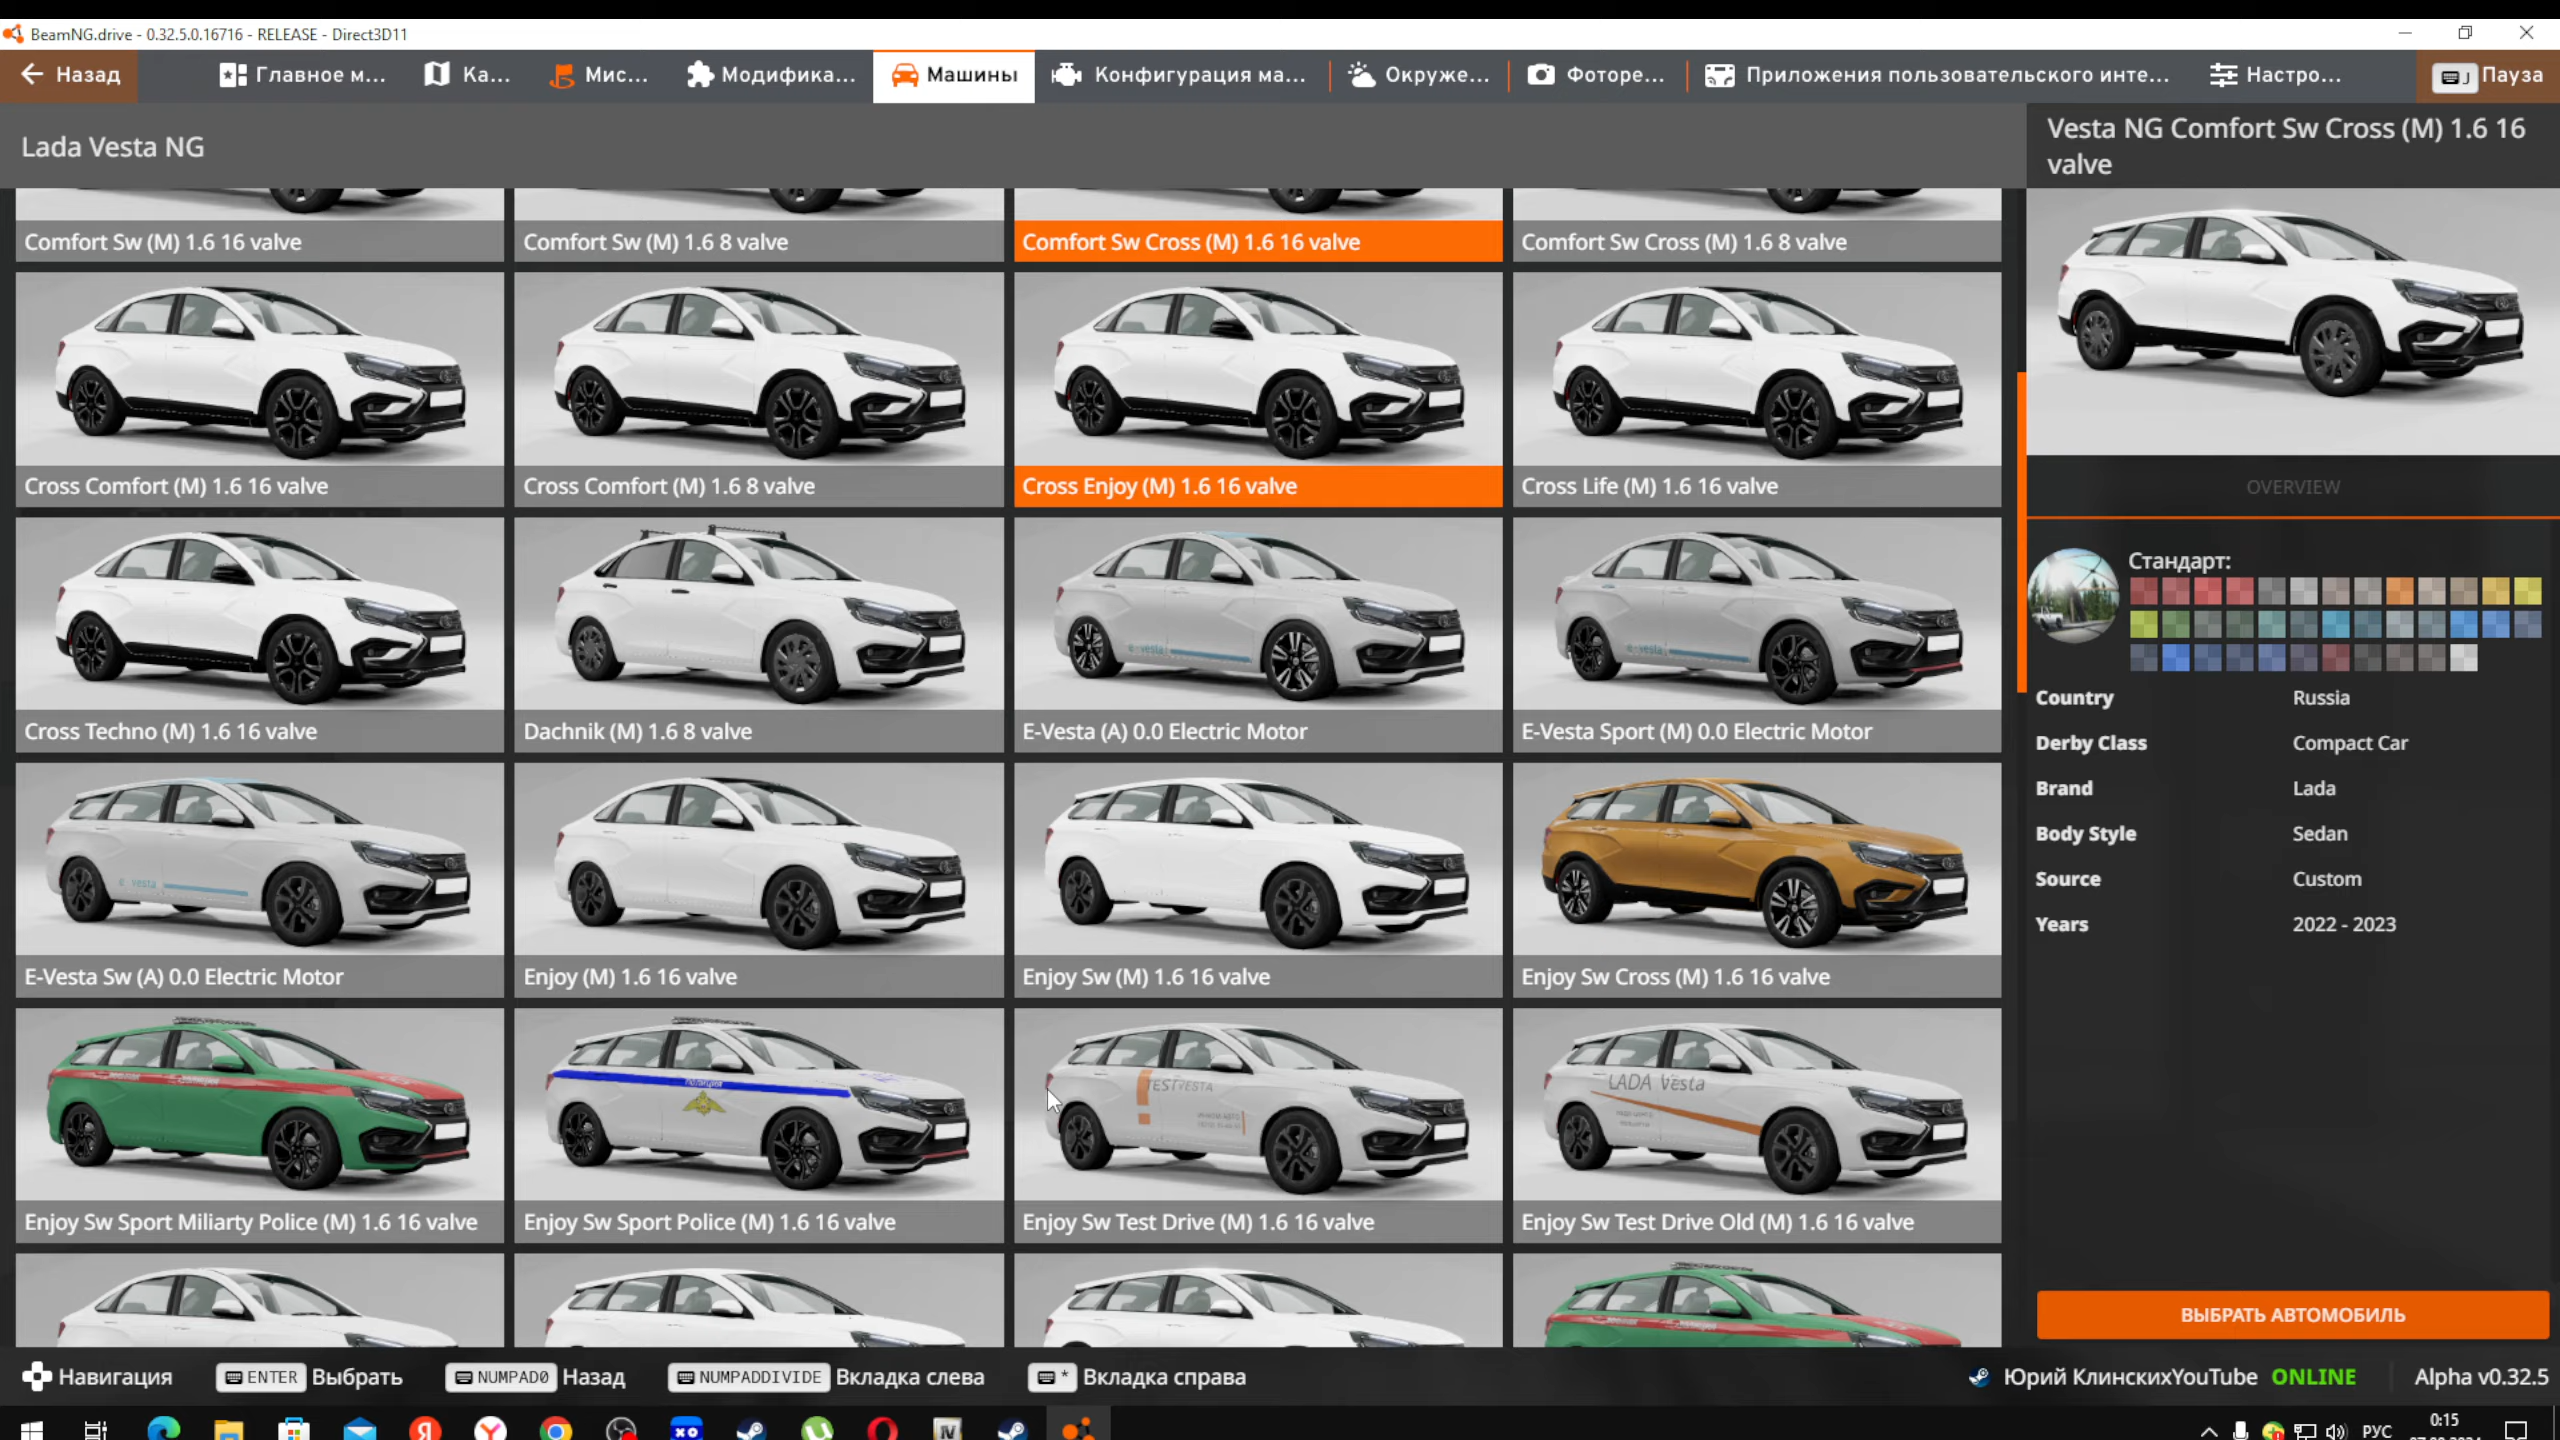 BeamNG.drive - 0.32.5.0.16716 - RELEASE - Direct3D11
Назад
Главное м...
Ка...
Мис...
Модифика...
Машины
Конфигурация ма...
Окруже...
Фоторе...
Приложения пользовательского инте...
Настро...
J Пауза
Lada Vesta NG
Vesta NG Comfort Sw Cross (M) 1.6 16
valve
Comfort Sw (M) 1.6 16 valve
Comfort Sw (M) 1.6 8 valve
Comfort Sw Cross (M) 1.6 16 valve
Comfort Sw Cross (M) 1.6 8 valve
Cross Comfort (M) 1.6 16 valve
Cross Comfort (M) 1.6 8 valve
Cross Enjoy (M) 1.6 16 valve
Cross Life (M) 1.6 16 valve
Cross Techno (M) 1.6 16 valve
Dachnik (M) 1.6 8 valve
e vesta
E-Vesta (A) 0.0 Electric Motor
e vesta
E-Vesta Sport (M) 0.0 Electric Motor
e vesta
E-Vesta Sw (A) 0.0 Electric Motor
Enjoy (M) 1.6 16 valve
Enjoy Sw (M) 1.6 16 valve
Enjoy Sw Cross (M) 1.6 16 valve
Enjoy Sw Sport Miliarty Police (M) 1.6 16 valve
полиция
Enjoy Sw Sport Police (M) 1.6 16 valve
TESTVESTA
Enjoy Sw Test Drive (M) 1.6 16 valve
LADA Vesta
Enjoy Sw Test Drive Old (M) 1.6 16 valve
OVERVIEW
Стандарт:
Country Russia
Derby Class Compact Car
Brand Lada
Body Style Sedan
Source Custom
Years 2022 - 2023
ВЫБРАТЬ АВТОМОБИЛЬ
Навигация
ENTER Выбрать
NUMPAD0 Назад
NUMPADDIVIDE Вкладка слева
* Вкладка справа
Юрий КлинскихYouTube ONLINE
Alpha v0.32.5
Я
Y
XO
IV
РУС
0:15